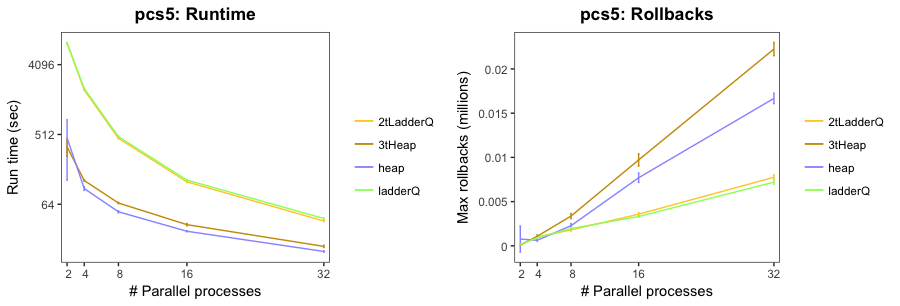 pcs5: Runtime
Run time (sec)
4096
512
64
2 4 8 16 32
# Parallel processes
2tLadderQ
3tHeap
heap
ladderQ
pcs5: Rollbacks
Max rollbacks (millions)
0.02
0.015
0.010
0.005
0
2 4 8 16 32
# Parallel processes
2tLadderQ
3tHeap
heap
ladderQ